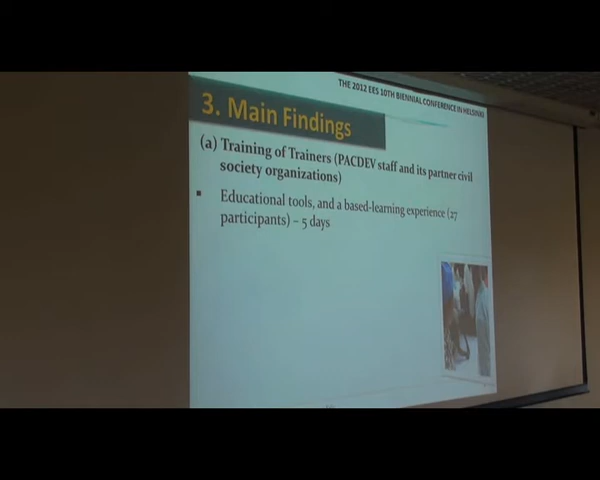 THE 2012 EES 10TH BIENNIAL CONFERENCE IN HELSINKI
3. Main Findings
(a) Training of Trainers (PACDEV staff and its partner civil
society organizations)
▪ Educational tools, and a based-learning experience (27
participants) – 5 days